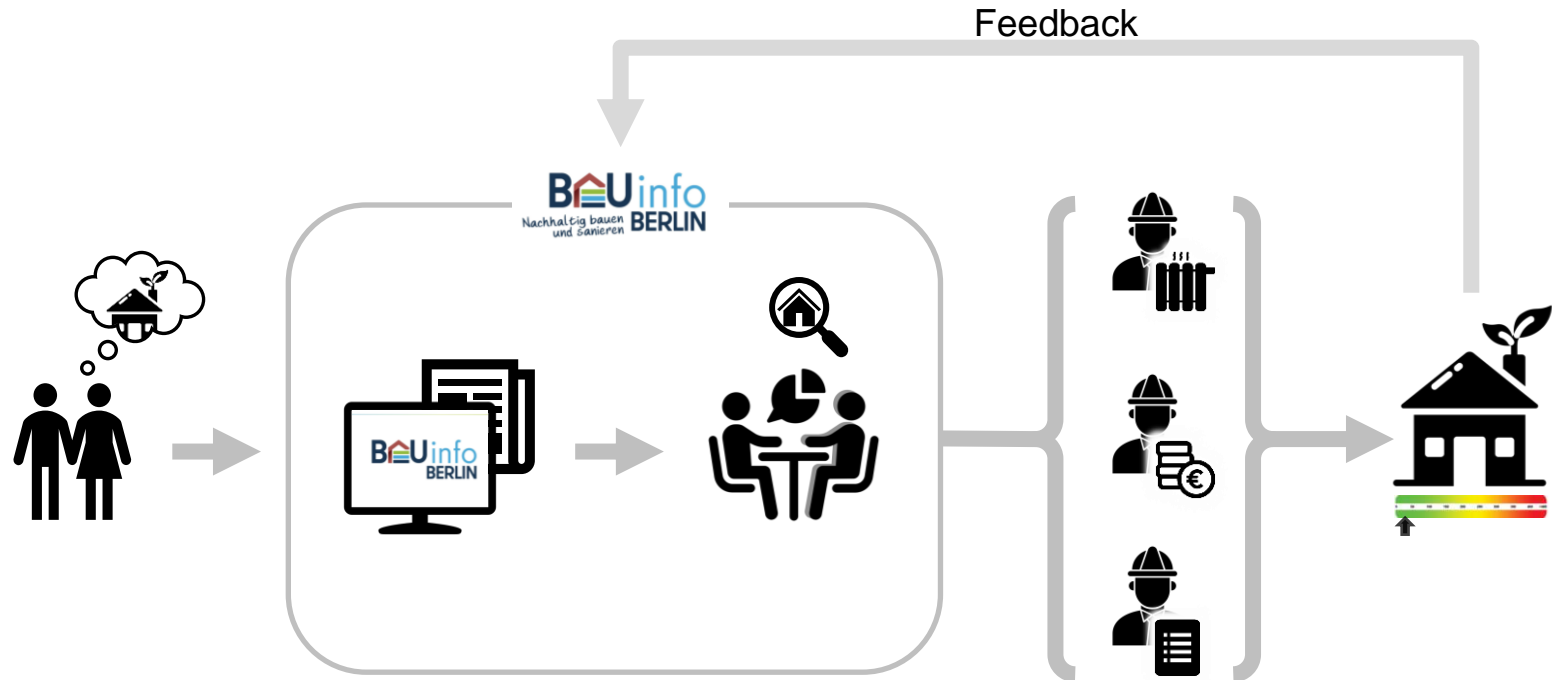 Feedback
BAUinfo
Nachhaltig bauen
und sanieren BERLIN
BAUinfo
BERLIN
€